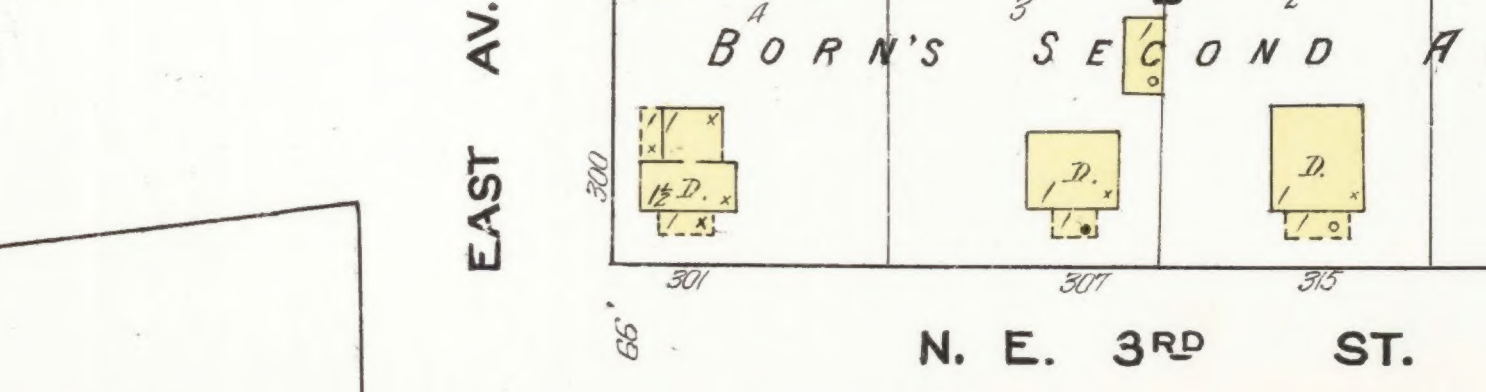 4 3 2
BORN'S SECOND A
EAST AV.
300
1 x
1 x
1½ D. x
1 x
1
1 D. x
1
D.
1 x
1
301 307 315
66'
N. E. 3RD ST.